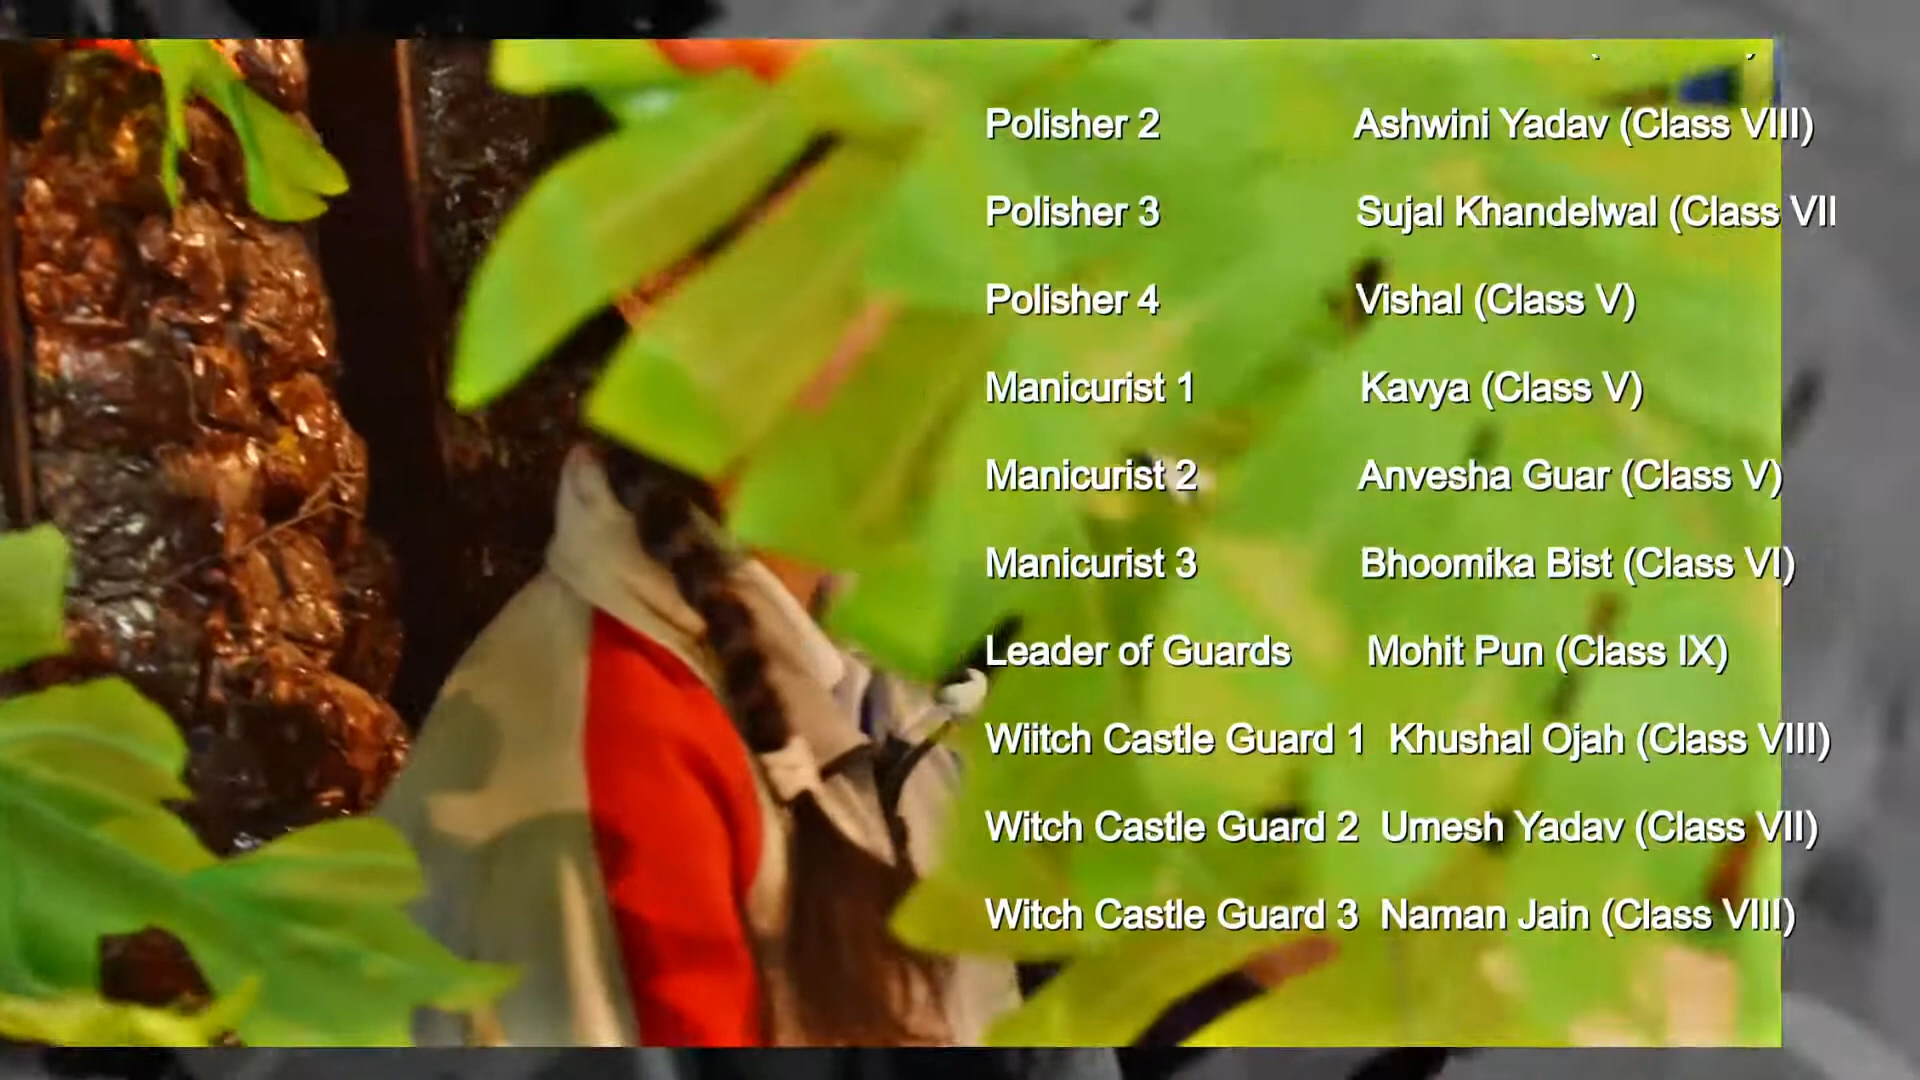 Polisher 2 Ashwini Yadav (Class VIII)
Polisher 3 Sujal Khandelwal (Class VII
Polisher 4 Vishal (Class V)
Manicurist 1 Kavya (Class V)
Manicurist 2 Anvesha Guar (Class V)
Manicurist 3 Bhoomika Bist (Class VI)
Leader of Guards Mohit Pun (Class IX)
Wiitch Castle Guard 1 Khushal Ojah (Class VIII)
Witch Castle Guard 2 Umesh Yadav (Class VII)
Witch Castle Guard 3 Naman Jain (Class VIII)